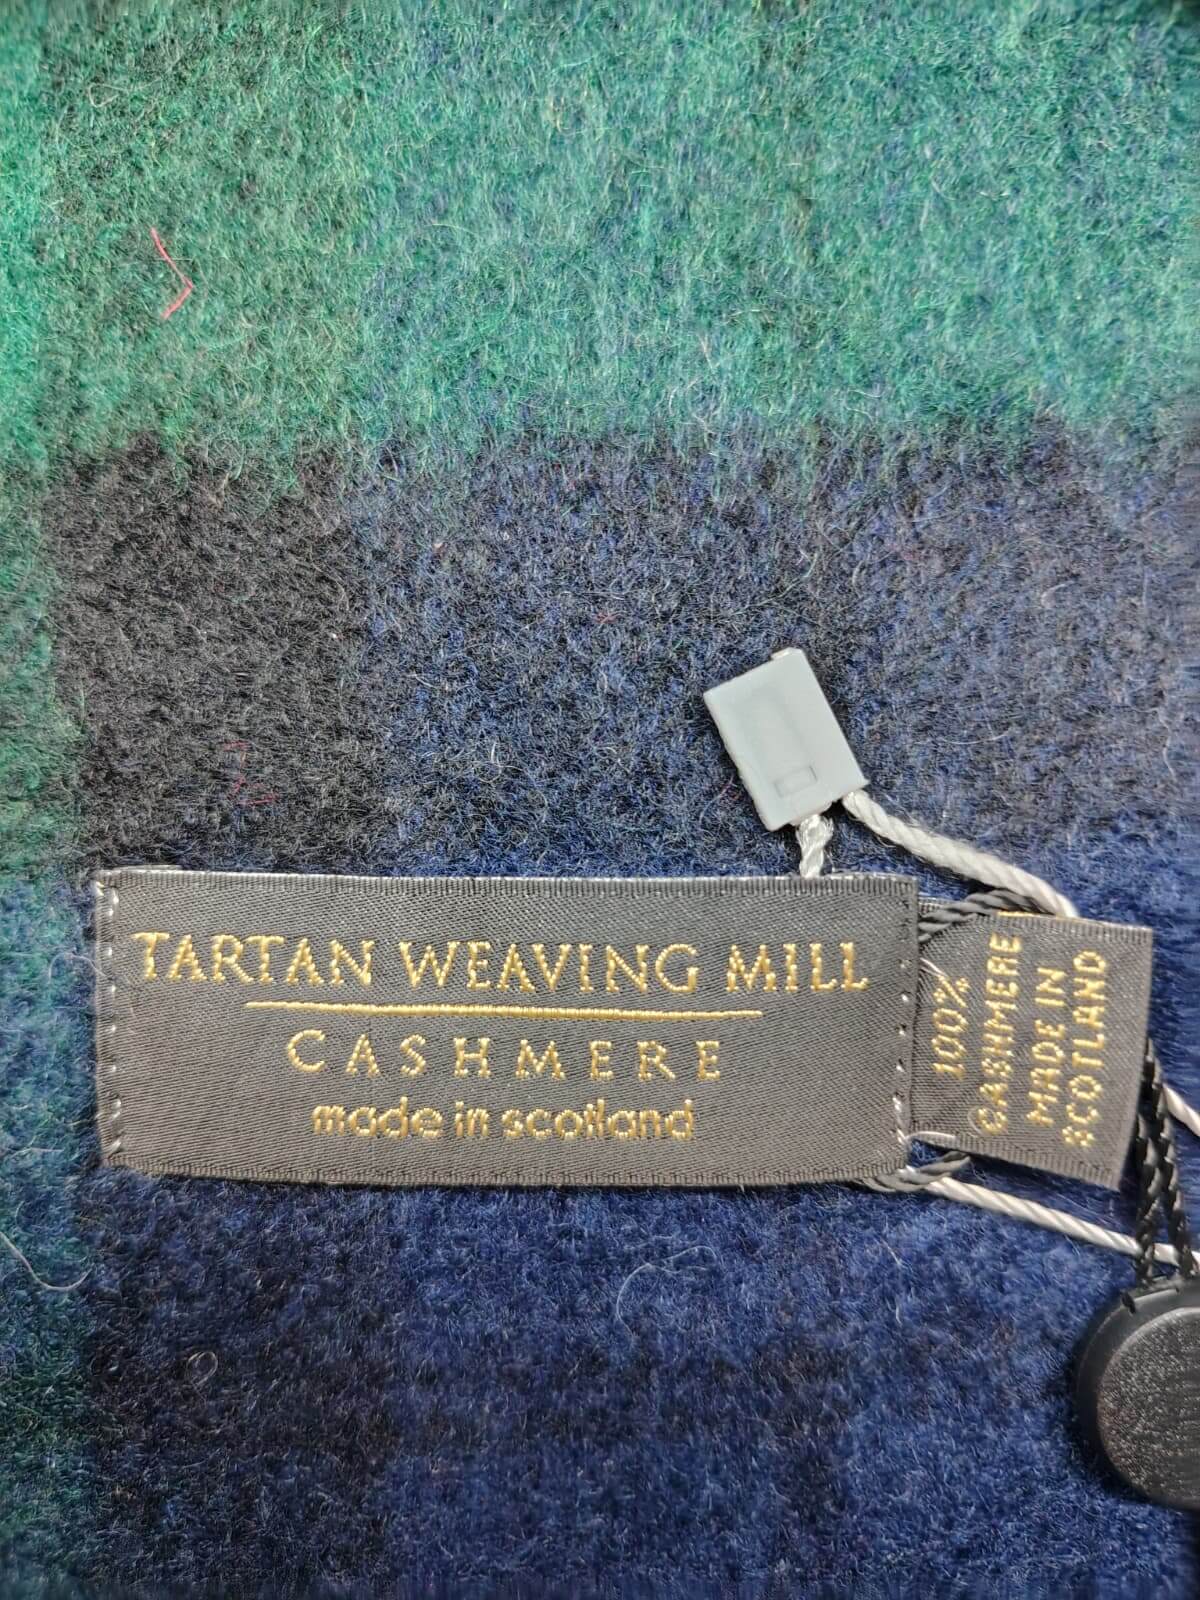 TARTAN WEAVING MILL
CASHMERE
made in scotland
100%
CASHMERE
MADE IN
SCOTLAND